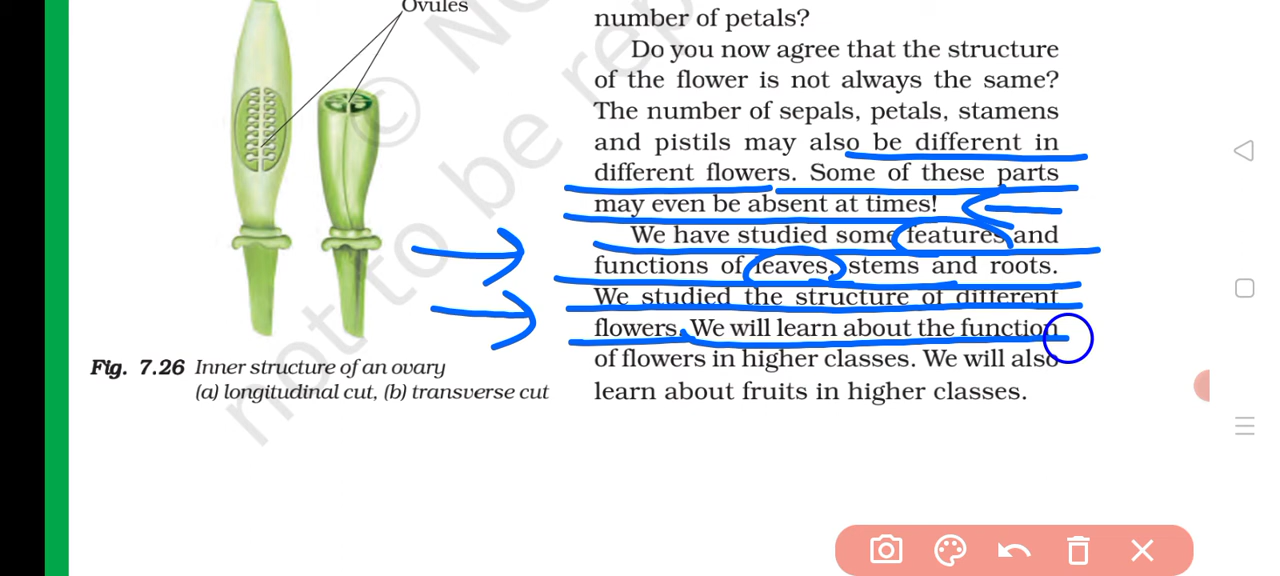 Ovules
number of petals?
Do you now agree that the structure
of the flower is not always the same?
The number of sepals, petals, stamens
and pistils may also be different in
different flowers. Some of these parts
may even be absent at times!
We have studied some features and
functions of leaves, stems and roots.
We studied the structure of different
flowers. We will learn about the function
of flowers in higher classes. We will also
learn about fruits in higher classes.
Fig. 7.26 Inner structure of an ovary
(a) longitudinal cut, (b) transverse cut
© N
not to be rep